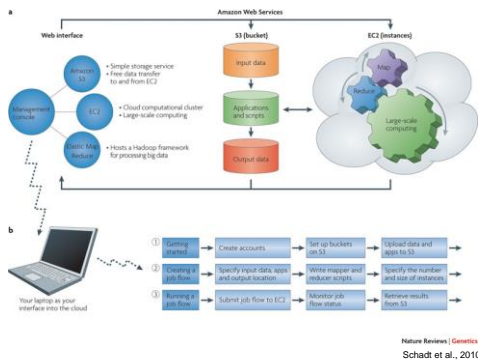 a
Amazon Web Services
Web interface
S3 (bucket)
EC2 (instances)
Amazon
S3
• Simple storage service
• Free data transfer
to and from EC2
Management
console
EC2
• Cloud computational cluster
• Large-scale computing
Elastic Map
Reduce
• Hosts a Hadoop framework
for processing big data
Input data
Applications
and scripts
Output data
Map
Reduce
Large-scale
computing
b
Your laptop as your
interface into the cloud
1
Getting
started
Create accounts
Set up buckets
on S3
Upload data and
apps to S3
2
Creating a
job flow
Specify input data, apps
and output location
Write mapper and
reducer scripts
Specify the number
and size of instances
3
Running a
job flow
Submit job flow to EC2
Monitor job
flow status
Retrieve results
from S3
Nature Reviews | Genetics
Schadt et al., 2010